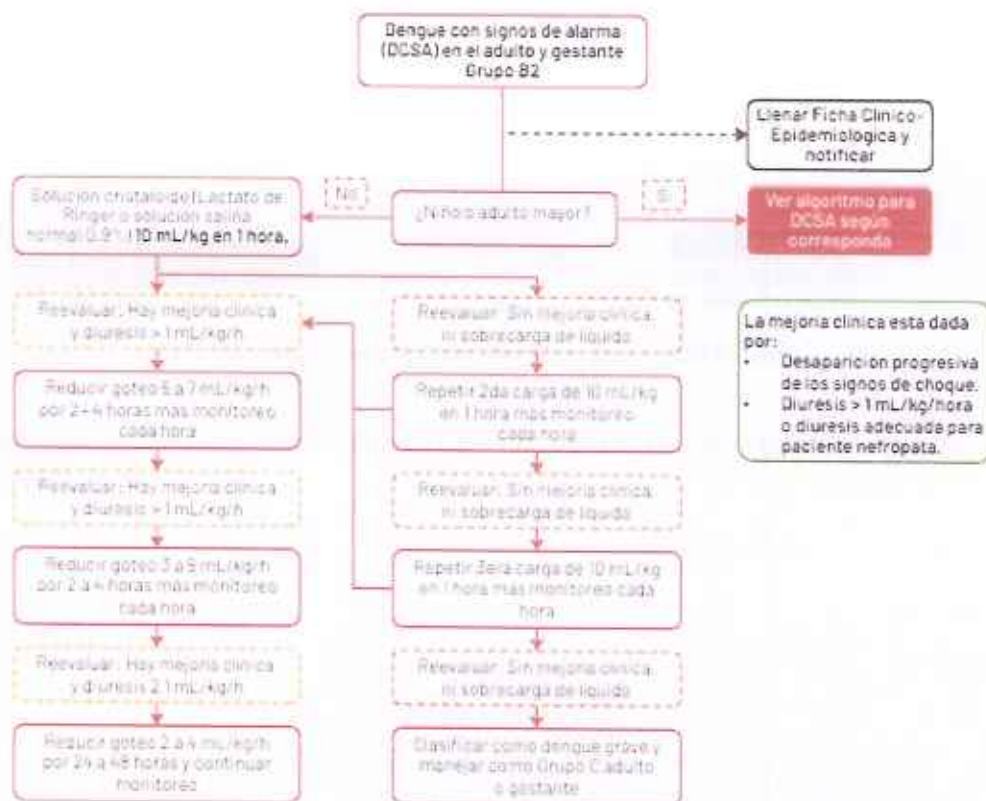 Dengue con signos de alarma
(DCSA) en el adulto y gestante
Grupo B2
Llenar Ficha Clínico-
Epidemiológica y
notificar
Solución cristaloide (Lactato de
Ringer o solución salina
normal 0.9%) 10 mL/kg en 1 hora.
No
¿Niño o adulto mayor?
Sí
Ver algoritmo para
DCSA según
corresponda
Reevaluar: Hay mejoría clínica
y diuresis > 1 mL/kg/h
Reevaluar: Sin mejoría clínica,
ni sobrecarga de líquido
La mejoría clínica esta dada
por:
• Desaparición progresiva
de los signos de choque.
• Diuresis > 1 mL/kg/hora
o diuresis adecuada para
paciente nefrópata.
Reducir goteo 5 a 7 mL/kg/h
por 2 - 4 horas más monitoreo
cada hora
Repetir 2da carga de 10 mL/kg
en 1 hora más monitoreo
cada hora
Reevaluar: Hay mejoría clínica
y diuresis > 1 mL/kg/h
Reevaluar: Sin mejoría clínica,
ni sobrecarga de líquido
Reducir goteo 3 a 5 mL/kg/h
por 2 a 4 horas más monitoreo
cada hora
Repetir 3era carga de 10 mL/kg
en 1 hora más monitoreo cada
hora
Reevaluar: Hay mejoría clínica
y diuresis 2 1 mL/kg/h
Reevaluar: Sin mejoría clínica,
ni sobrecarga de líquido
Reducir goteo 2 a 4 mL/kg/h
por 24 a 48 horas y continuar
monitoreo
Clasificar como dengue grave y
manejar como Grupo C adulto
o gestante